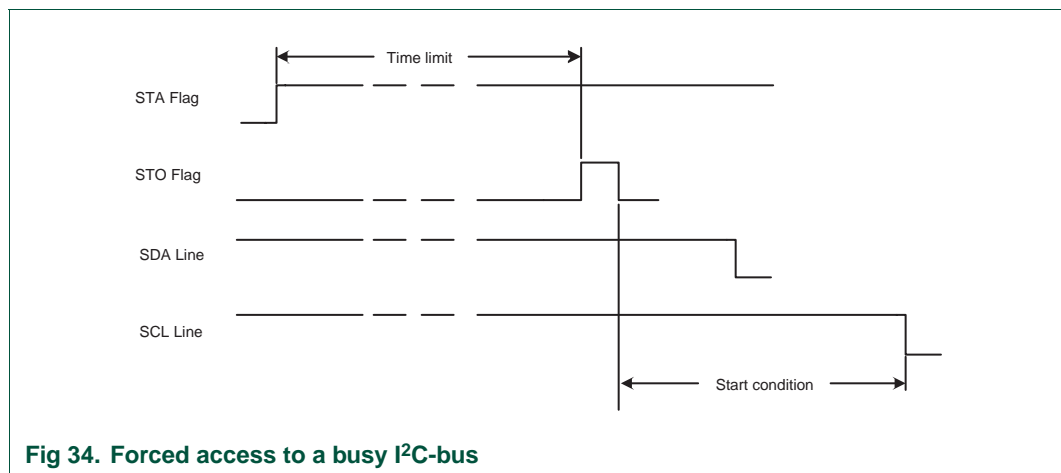 Time limit
STA Flag
STO Flag
SDA Line
SCL Line
Start condition
Fig 34. Forced access to a busy I²C-bus